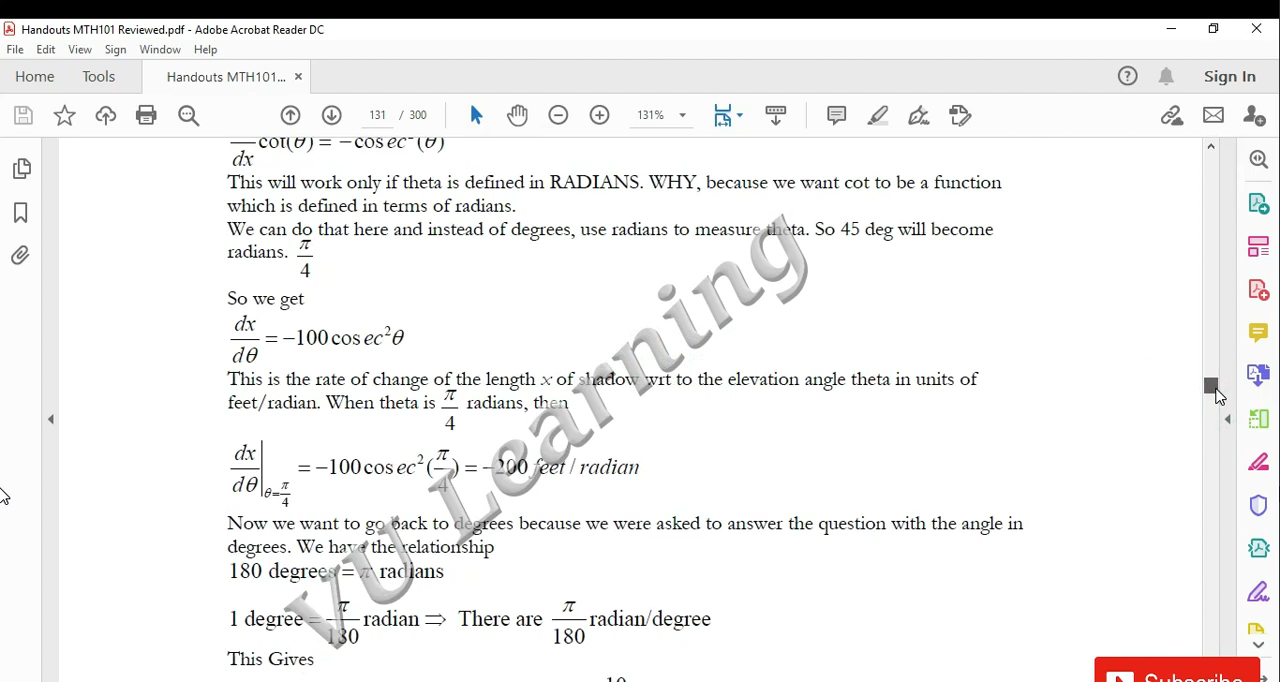 Handouts MTH101 Reviewed.pdf - Adobe Acrobat Reader DC
File Edit View Sign Window Help
Home Tools Handouts MTH101... × Sign In
131 / 300 131%
dx cot(θ) = −cosec²(θ)
This will work only if theta is defined in RADIANS. WHY, because we want cot to be a function
which is defined in terms of radians.
We can do that here and instead of degrees, use radians to measure theta. So 45 deg will become
radians. π/4
So we get
dx/dθ = −100cosec²θ
This is the rate of change of the length x of shadow wrt to the elevation angle theta in units of
feet/radian. When theta is π/4 radians, then
dx/dθ|θ=π/4 = −100cosec²(π/4) = −200 feet / radian
Now we want to go back to degrees because we were asked to answer the question with the angle in
degrees. We have the relationship
180 degrees = π radians
1 degree = π/180 radian ⇒ There are π/180 radian/degree
This Gives
10
VU Learning
Subscribe